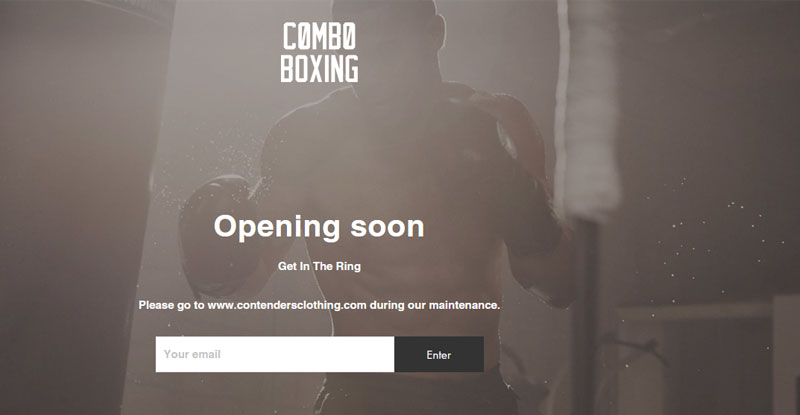 COMBO
BOXING
Opening soon
Get In The Ring
Please go to www.contendersclothing.com during our maintenance.
Your email
Enter